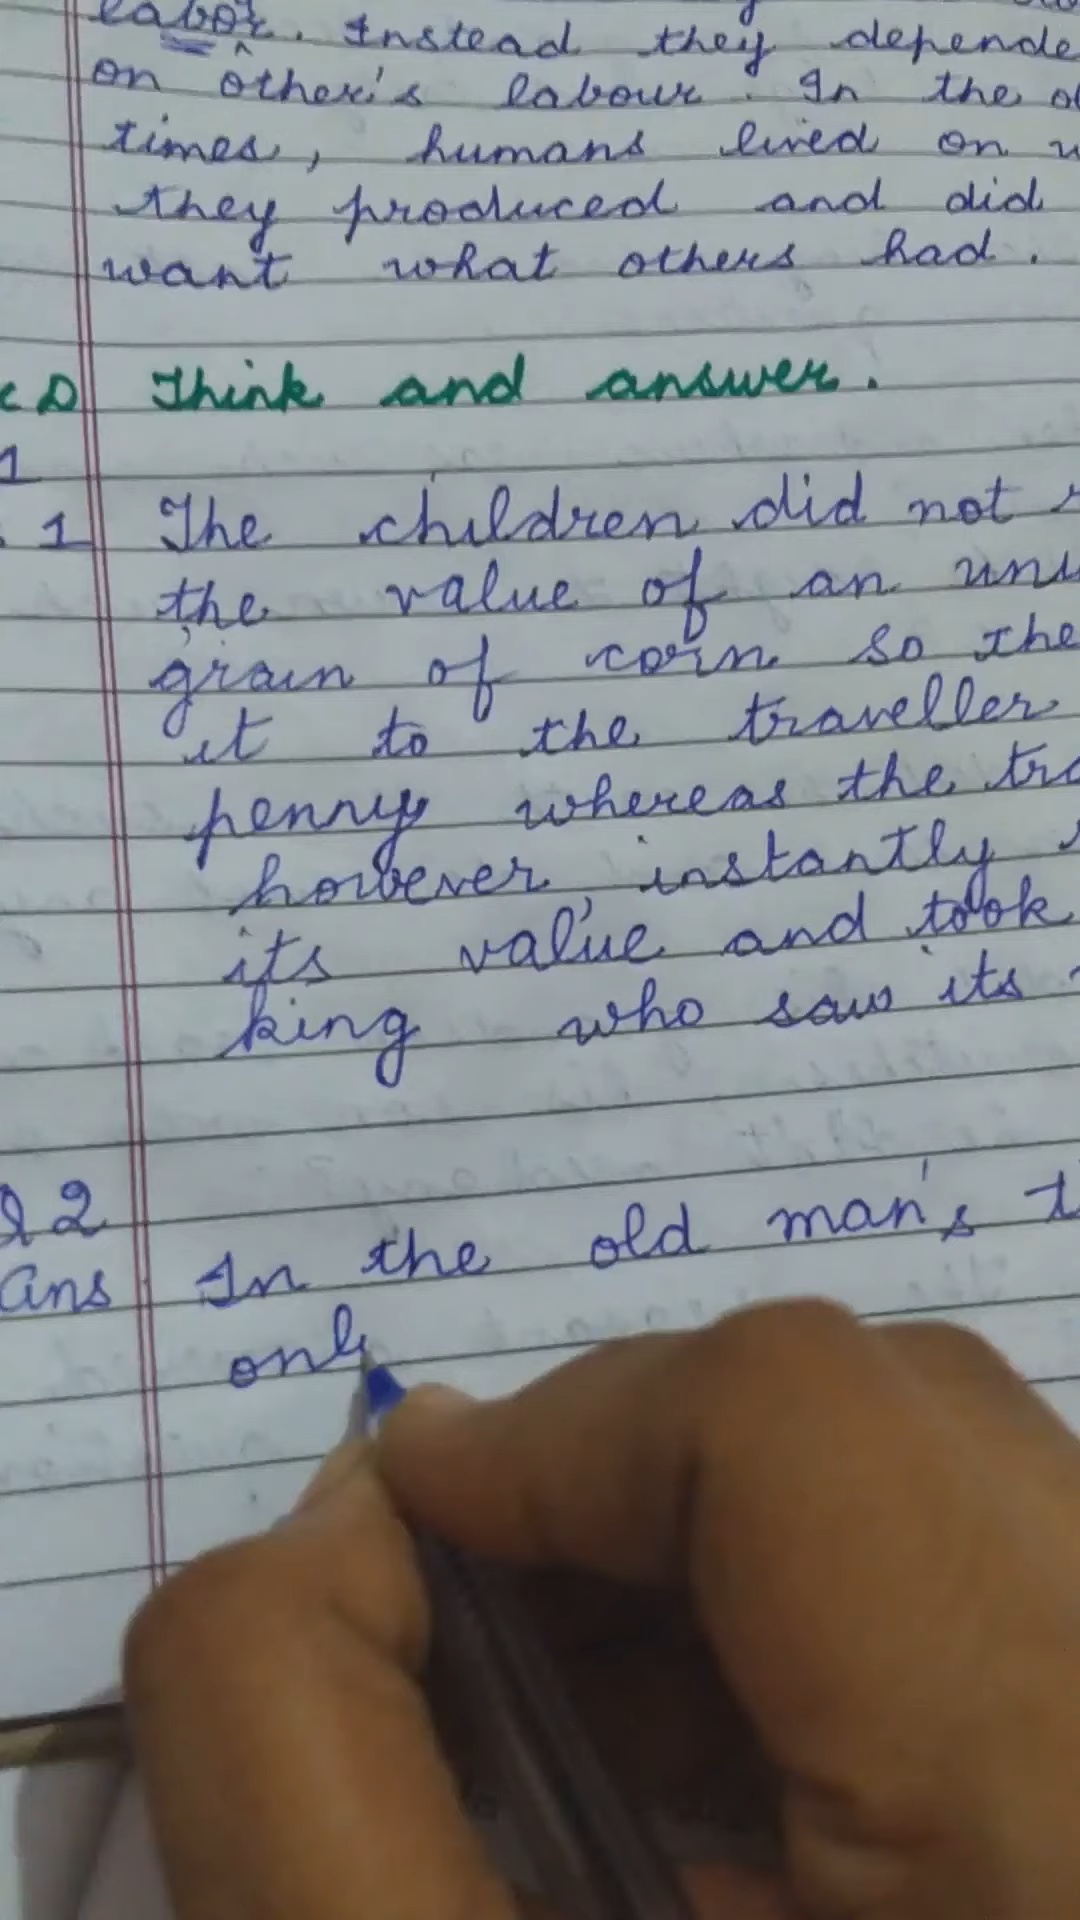 labor. Instead they depende
on other's labour. In the ol
times, humans lived on w
they produced and did
want what others had.
D Think and answer.
1
1 The children did not
the value of an unu
grain of corn so the
it to the traveller
penny whereas the tra
however, instantly
its value and took
king who saw its
Q2
Ans In the old man's t
onl